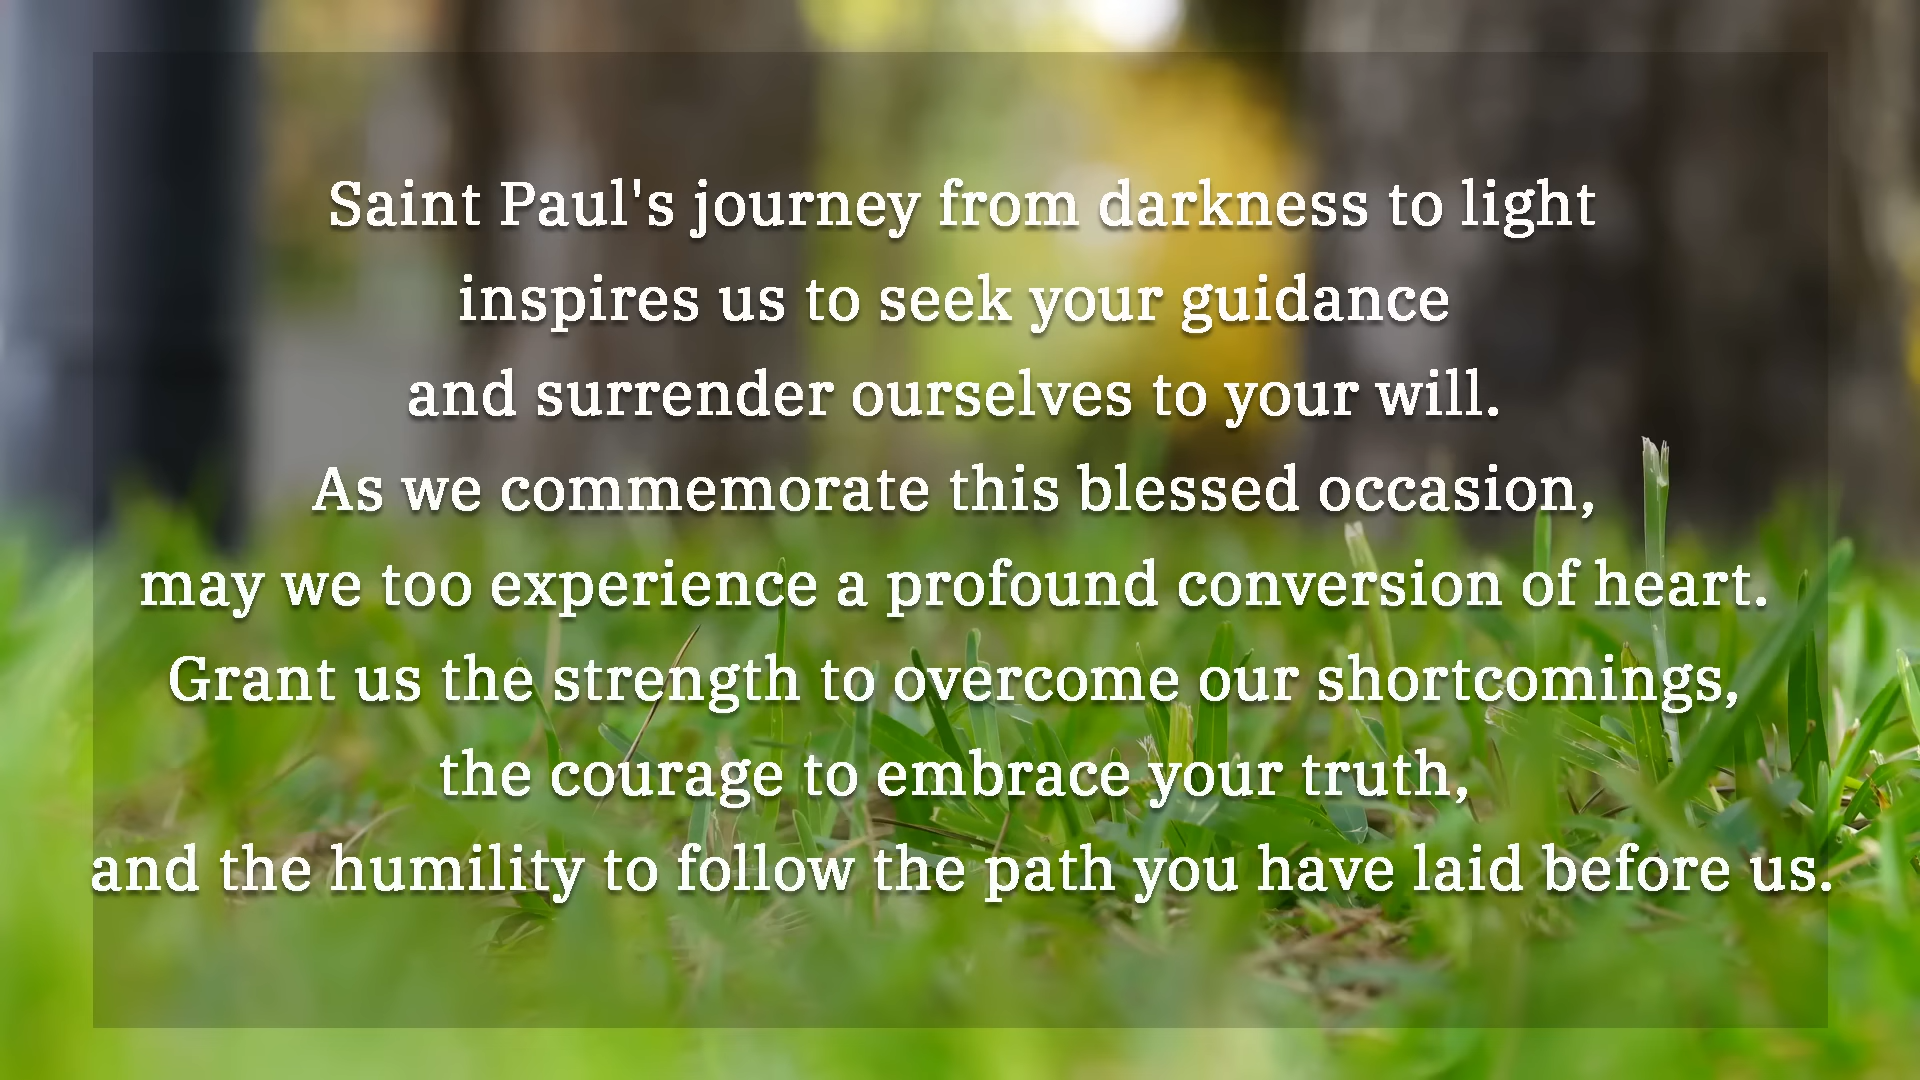 Saint Paul's journey from darkness to light
inspires us to seek your guidance
and surrender ourselves to your will.
As we commemorate this blessed occasion,
may we too experience a profound conversion of heart.
Grant us the strength to overcome our shortcomings,
the courage to embrace your truth,
and the humility to follow the path you have laid before us.